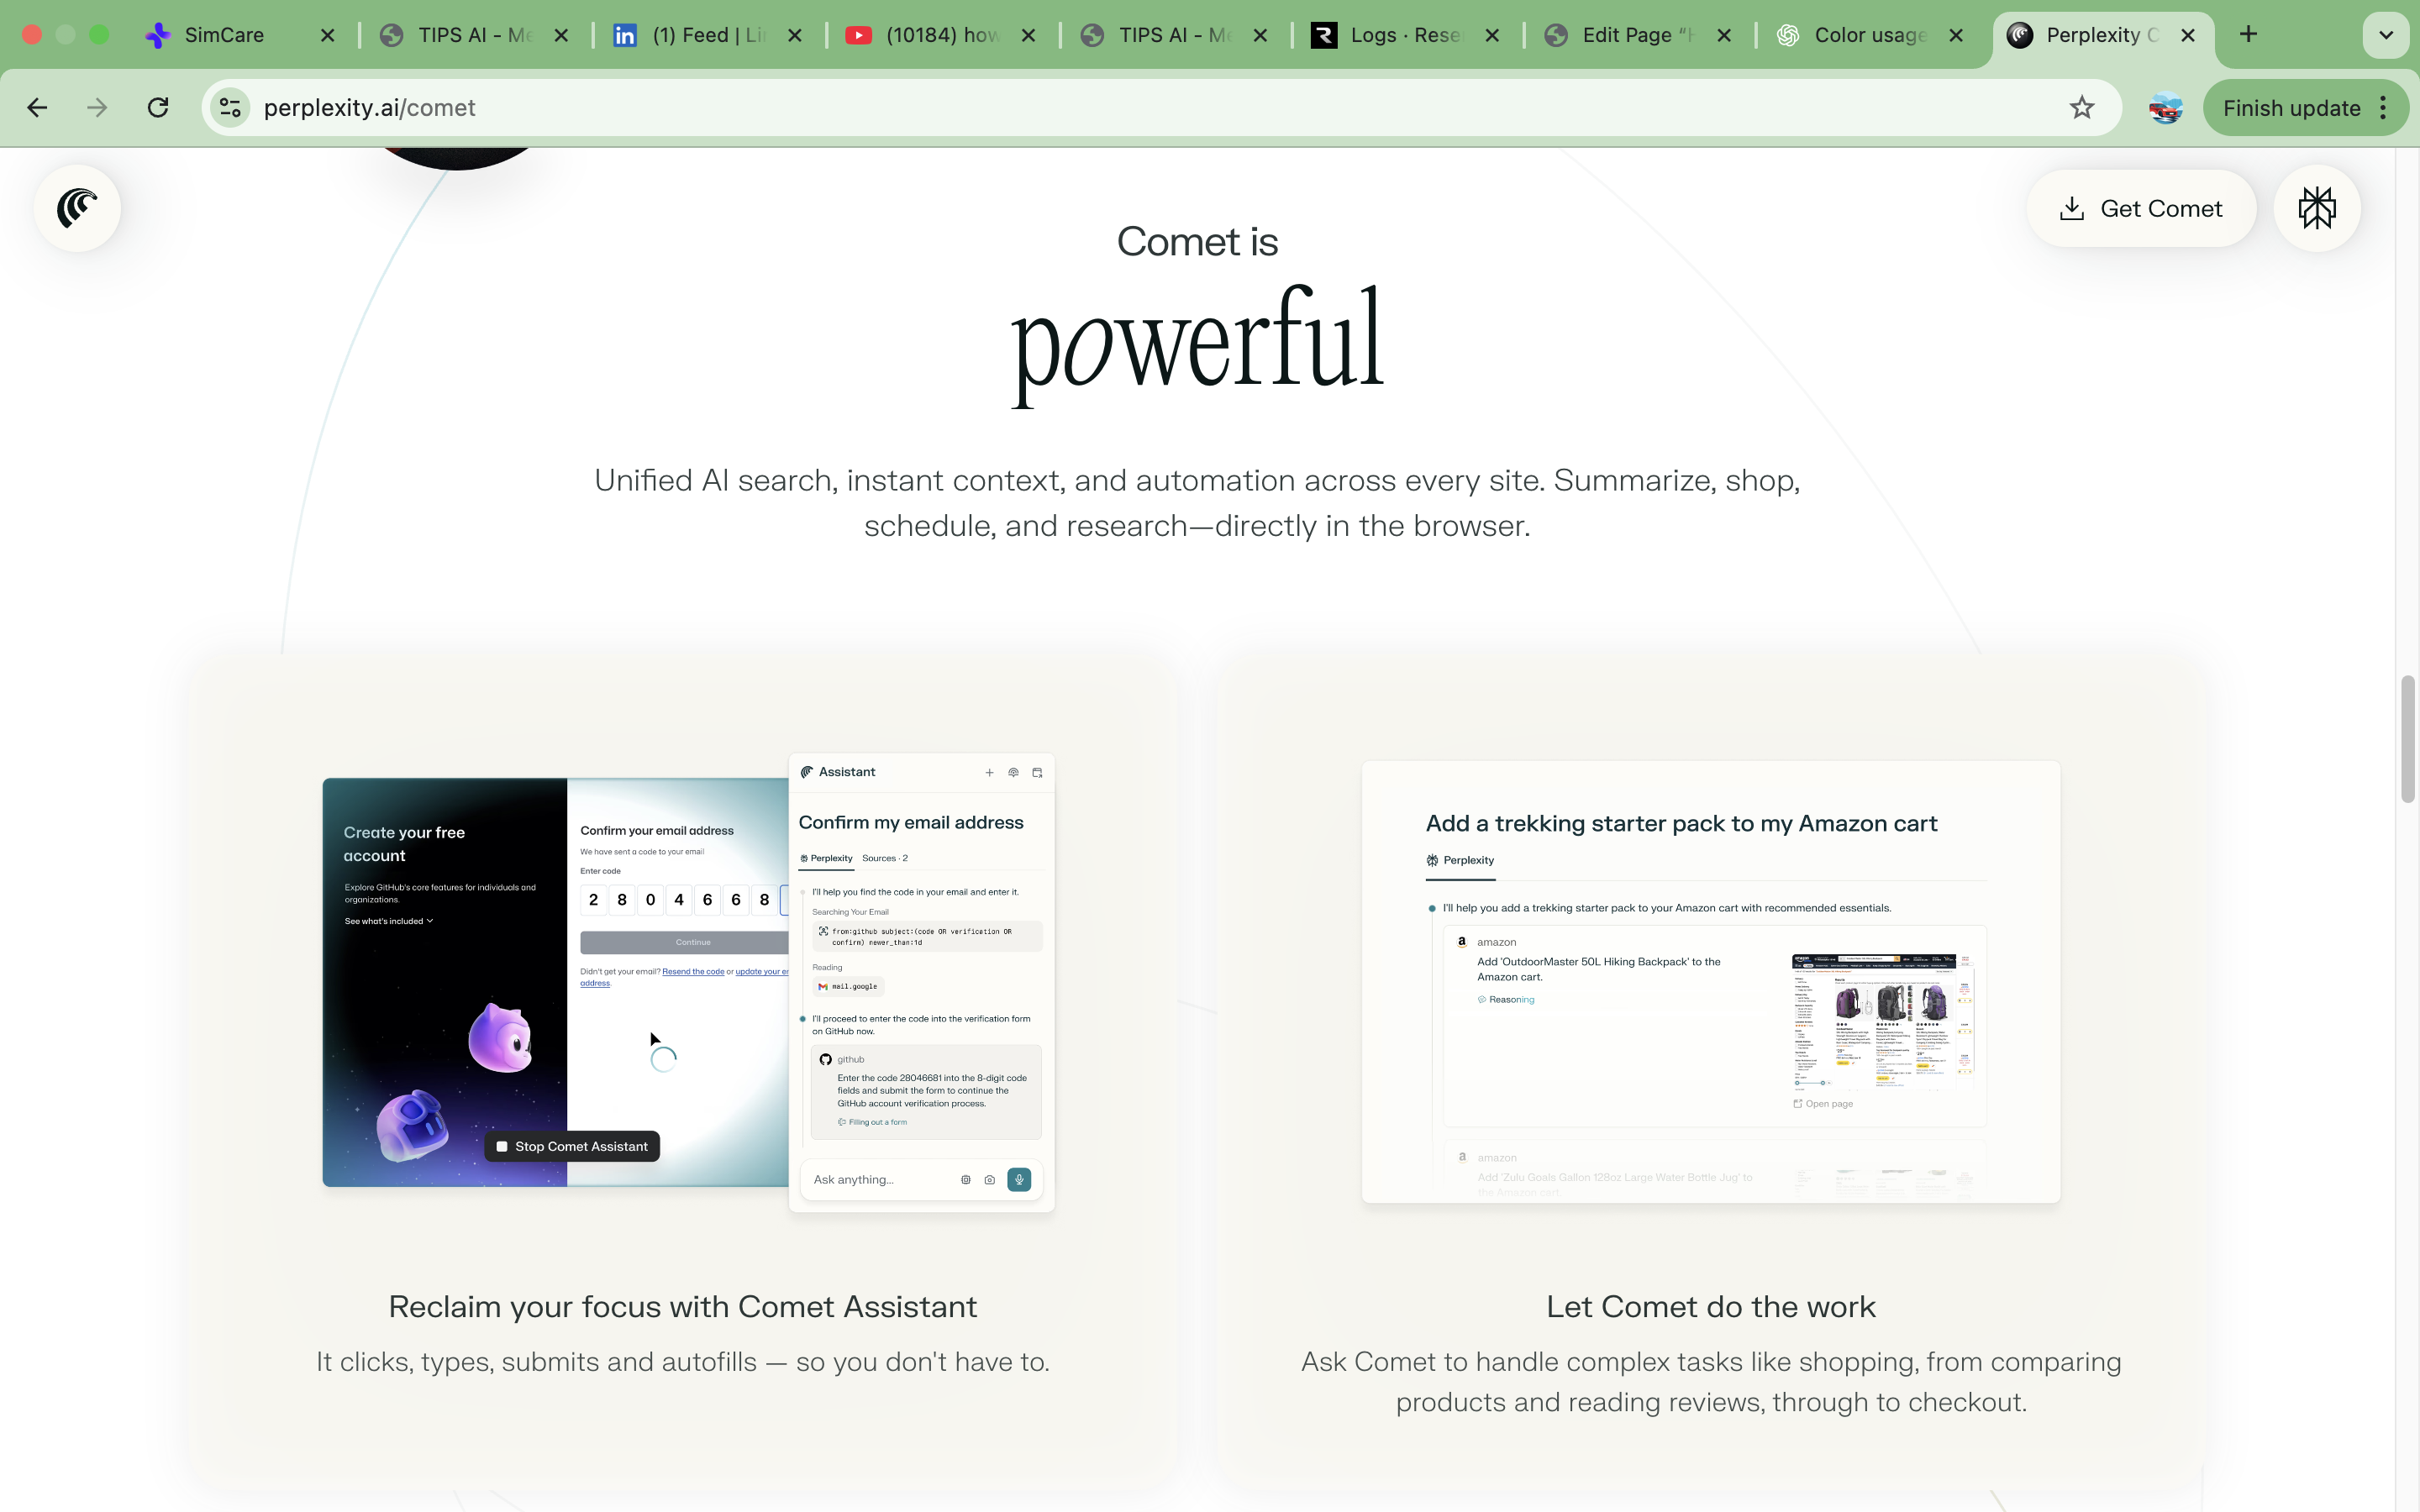 SimCare
TIPS AI - Me
(1) Feed | Li
(10184) how
TIPS AI - Me
Logs · Rese
Edit Page “H
Color usage
Perplexity C
perplexity.ai/comet
Finish update
Get Comet
Comet is
powerful
Unified AI search, instant context, and automation across every site. Summarize, shop,
schedule, and research—directly in the browser.
Create your free
account
Explore GitHub's core features for individuals and
organizations.
See what's included
Confirm your email address
We have sent a code to your email
Enter code
2 8 0 4 6 6 8
Continue
Didn't get your email? Resend the code or update your e
address.
Stop Comet Assistant
Assistant
Confirm my email address
Perplexity Sources · 2
I'll help you find the code in your email and enter it.
Searching Your Email
from:github subject:(code OR verification OR
confirm) newer_than:1d
Reading
mail.google
I'll proceed to enter the code into the verification form
on GitHub now.
github
Enter the code 28046681 into the 8-digit code
fields and submit the form to continue the
GitHub account verification process.
Filling out a form
Ask anything...
Reclaim your focus with Comet Assistant
It clicks, types, submits and autofills — so you don't have to.
Add a trekking starter pack to my Amazon cart
Perplexity
I'll help you add a trekking starter pack to your Amazon cart with recommended essentials.
amazon
Add 'OutdoorMaster 50L Hiking Backpack' to the
Amazon cart.
Reasoning
Open page
amazon
Add 'Zulu Goals Gallon 128oz Large Water Bottle Jug' to
the Amazon cart
Let Comet do the work
Ask Comet to handle complex tasks like shopping, from comparing
products and reading reviews, through to checkout.